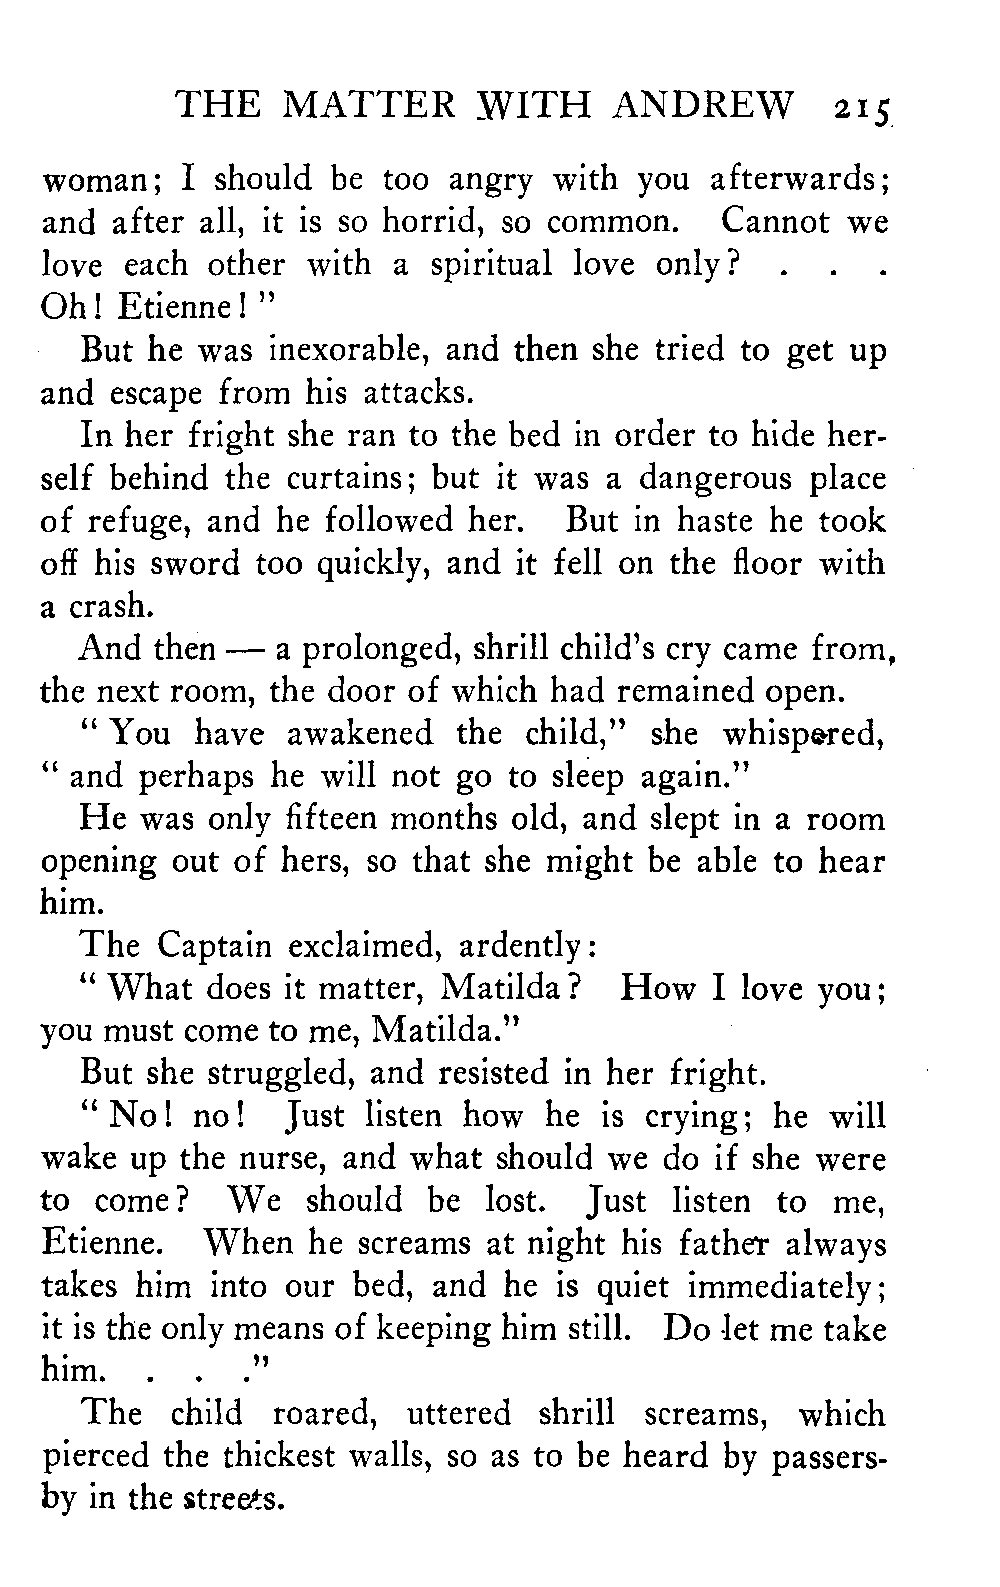 THE MATTER WITH ANDREW 215
woman; I should be too angry with you afterwards;
and after all, it is so horrid, so common. Cannot we
love each other with a spiritual love only? . . .
Oh! Etienne!"
But he was inexorable, and then she tried to get up
and escape from his attacks.
In her fright she ran to the bed in order to hide her-
self behind the curtains; but it was a dangerous place
of refuge, and he followed her. But in haste he took
off his sword too quickly, and it fell on the floor with
a crash.
And then — a prolonged, shrill child's cry came from,
the next room, the door of which had remained open.
"You have awakened the child," she whispered,
"and perhaps he will not go to sleep again."
He was only fifteen months old, and slept in a room
opening out of hers, so that she might be able to hear
him.
The Captain exclaimed, ardently:
"What does it matter, Matilda? How I love you;
you must come to me, Matilda."
But she struggled, and resisted in her fright.
"No! no! Just listen how he is crying; he will
wake up the nurse, and what should we do if she were
to come? We should be lost. Just listen to me,
Etienne. When he screams at night his father always
takes him into our bed, and he is quiet immediately;
it is the only means of keeping him still. Do let me take
him. . . ."
The child roared, uttered shrill screams, which
pierced the thickest walls, so as to be heard by passers-
by in the streets.